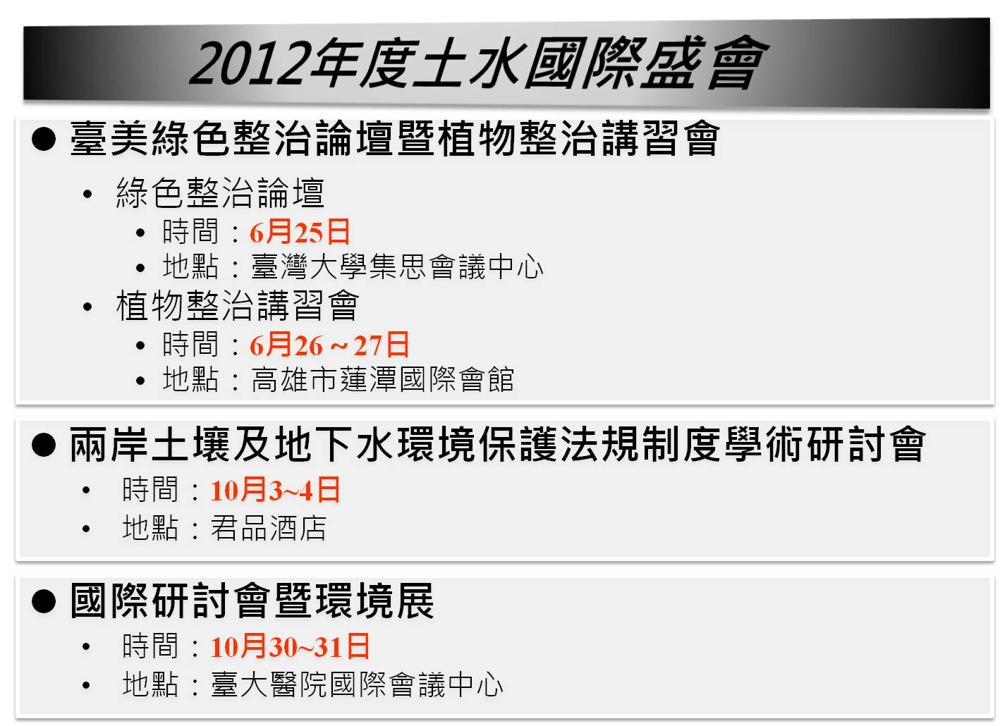 2012年度土水國際盛會
● 臺美綠色整治論壇暨植物整治講習會
• 綠色整治論壇
• 時間：6月25日
• 地點：臺灣大學集思會議中心
• 植物整治講習會
• 時間：6月26～27日
• 地點：高雄市蓮潭國際會館
● 兩岸土壤及地下水環境保護法規制度學術研討會
• 時間：10月3~4日
• 地點：君品酒店
● 國際研討會暨環境展
• 時間：10月30~31日
• 地點：臺大醫院國際會議中心